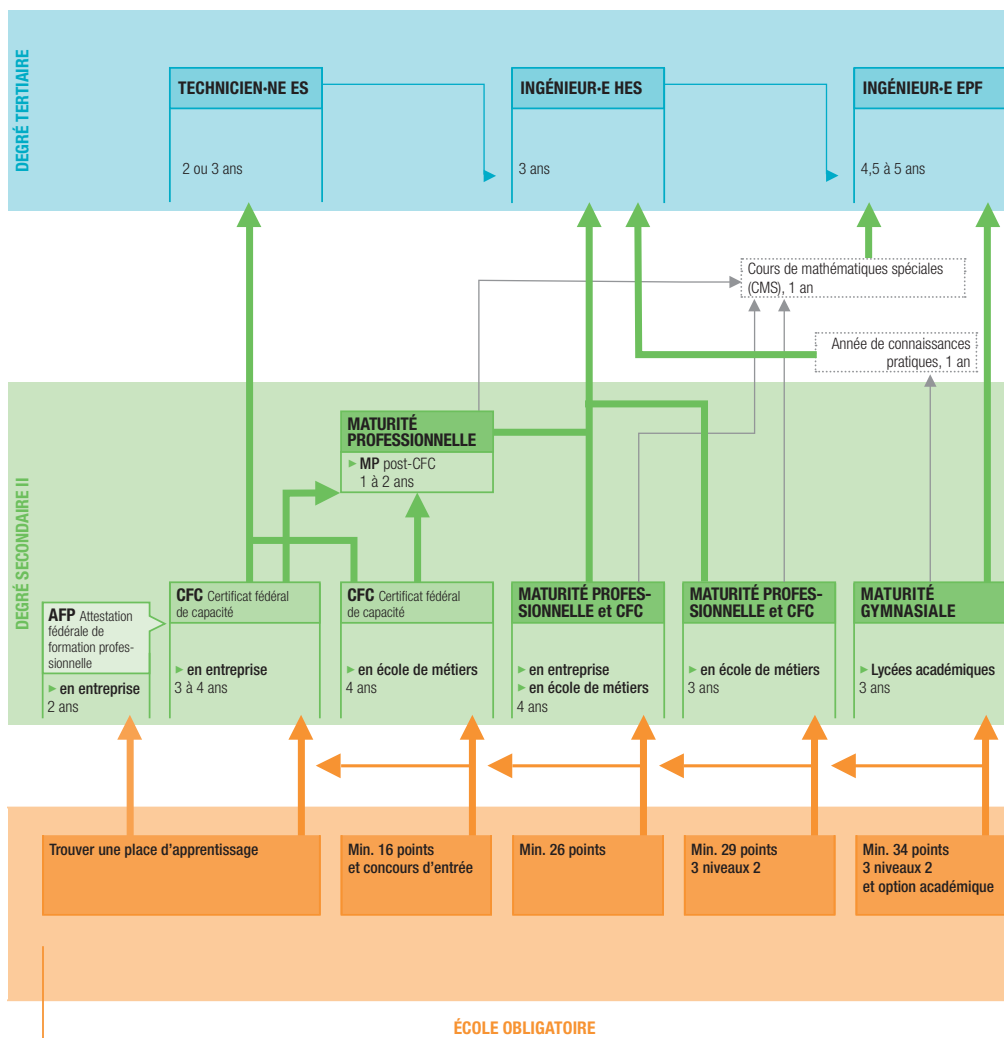 DEGRÉ TERTIAIRE
TECHNICIEN·NE ES
2 ou 3 ans
INGÉNIEUR·E HES
3 ans
INGÉNIEUR·E EPF
4,5 à 5 ans
Cours de mathématiques spéciales
(CMS), 1 an
Année de connaissances
pratiques, 1 an
DEGRÉ SECONDAIRE II
MATURITÉ
PROFESSIONNELLE
► MP post-CFC
1 à 2 ans
AFP Attestation
fédérale de
formation profes-
sionnelle
► en entreprise
2 ans
CFC Certificat fédéral
de capacité
► en entreprise
3 à 4 ans
CFC Certificat fédéral
de capacité
► en école de métiers
4 ans
MATURITÉ PROFES-
SIONNELLE et CFC
► en entreprise
► en école de métiers
4 ans
MATURITÉ PROFES-
SIONNELLE et CFC
► en école de métiers
3 ans
MATURITÉ
GYMNASIALE
► Lycées académiques
3 ans
Trouver une place d'apprentissage
Min. 16 points
et concours d'entrée
Min. 26 points
Min. 29 points
3 niveaux 2
Min. 34 points
3 niveaux 2
et option académique
ÉCOLE OBLIGATOIRE